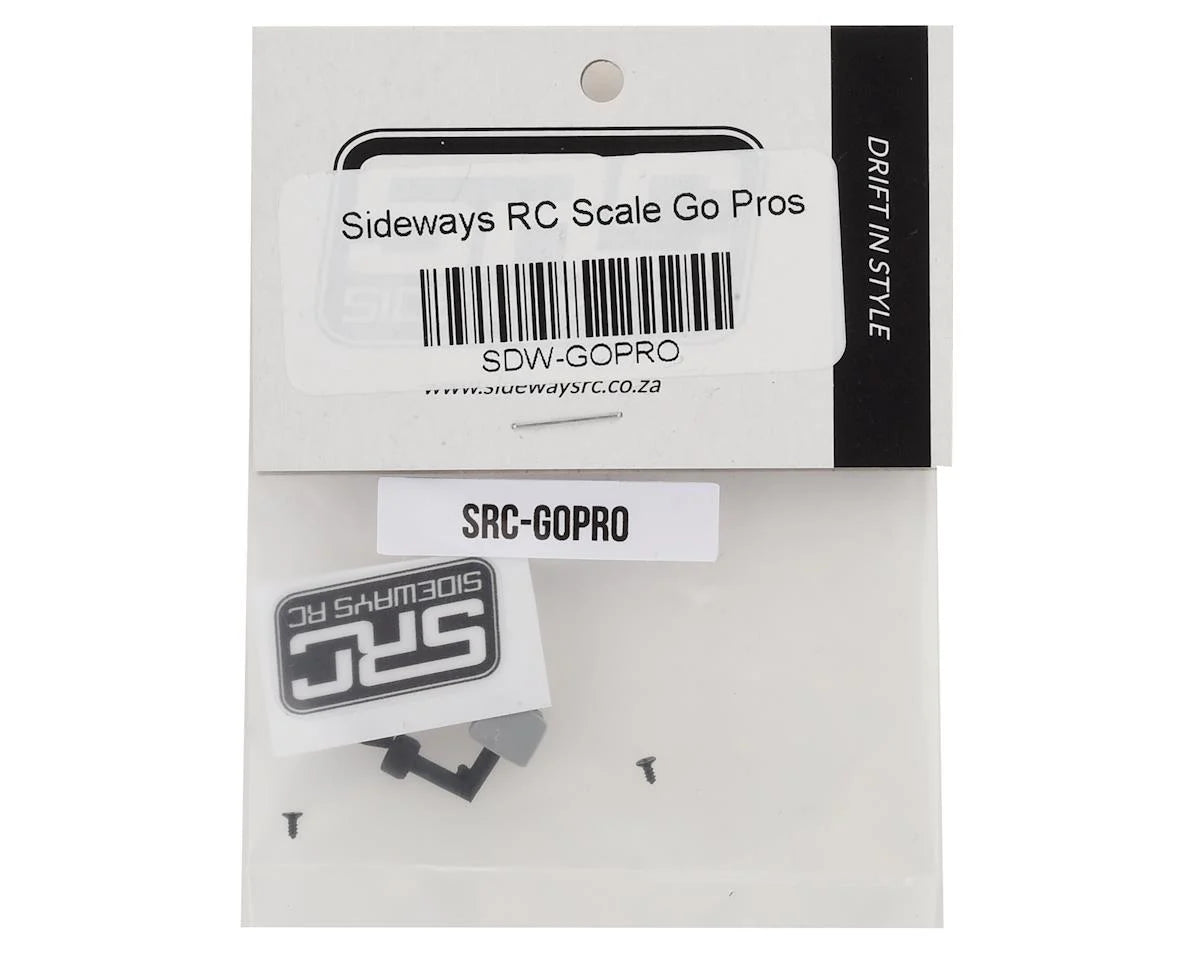 Sideways RC Scale Go Pros
SDW-GOPRO
www.sidewaysrc.co.za
DRIFT IN STYLE
SRC-GOPRO
SRC
SIDEWAYS RC